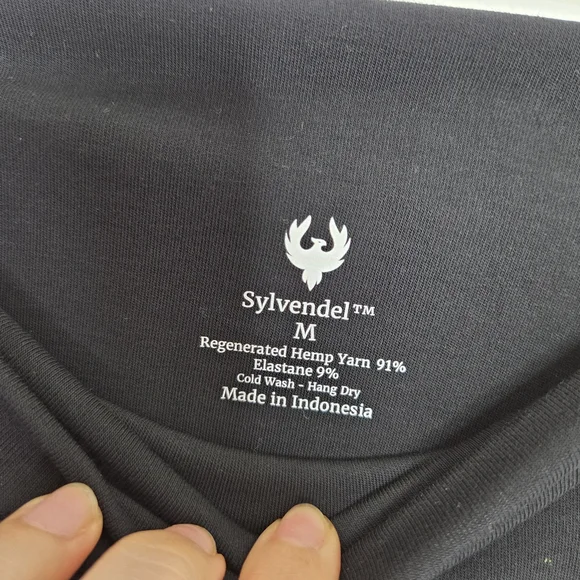 Sylvendel™
M
Regenerated Hemp Yarn 91%
Elastane 9%
Cold Wash - Hang Dry
Made in Indonesia